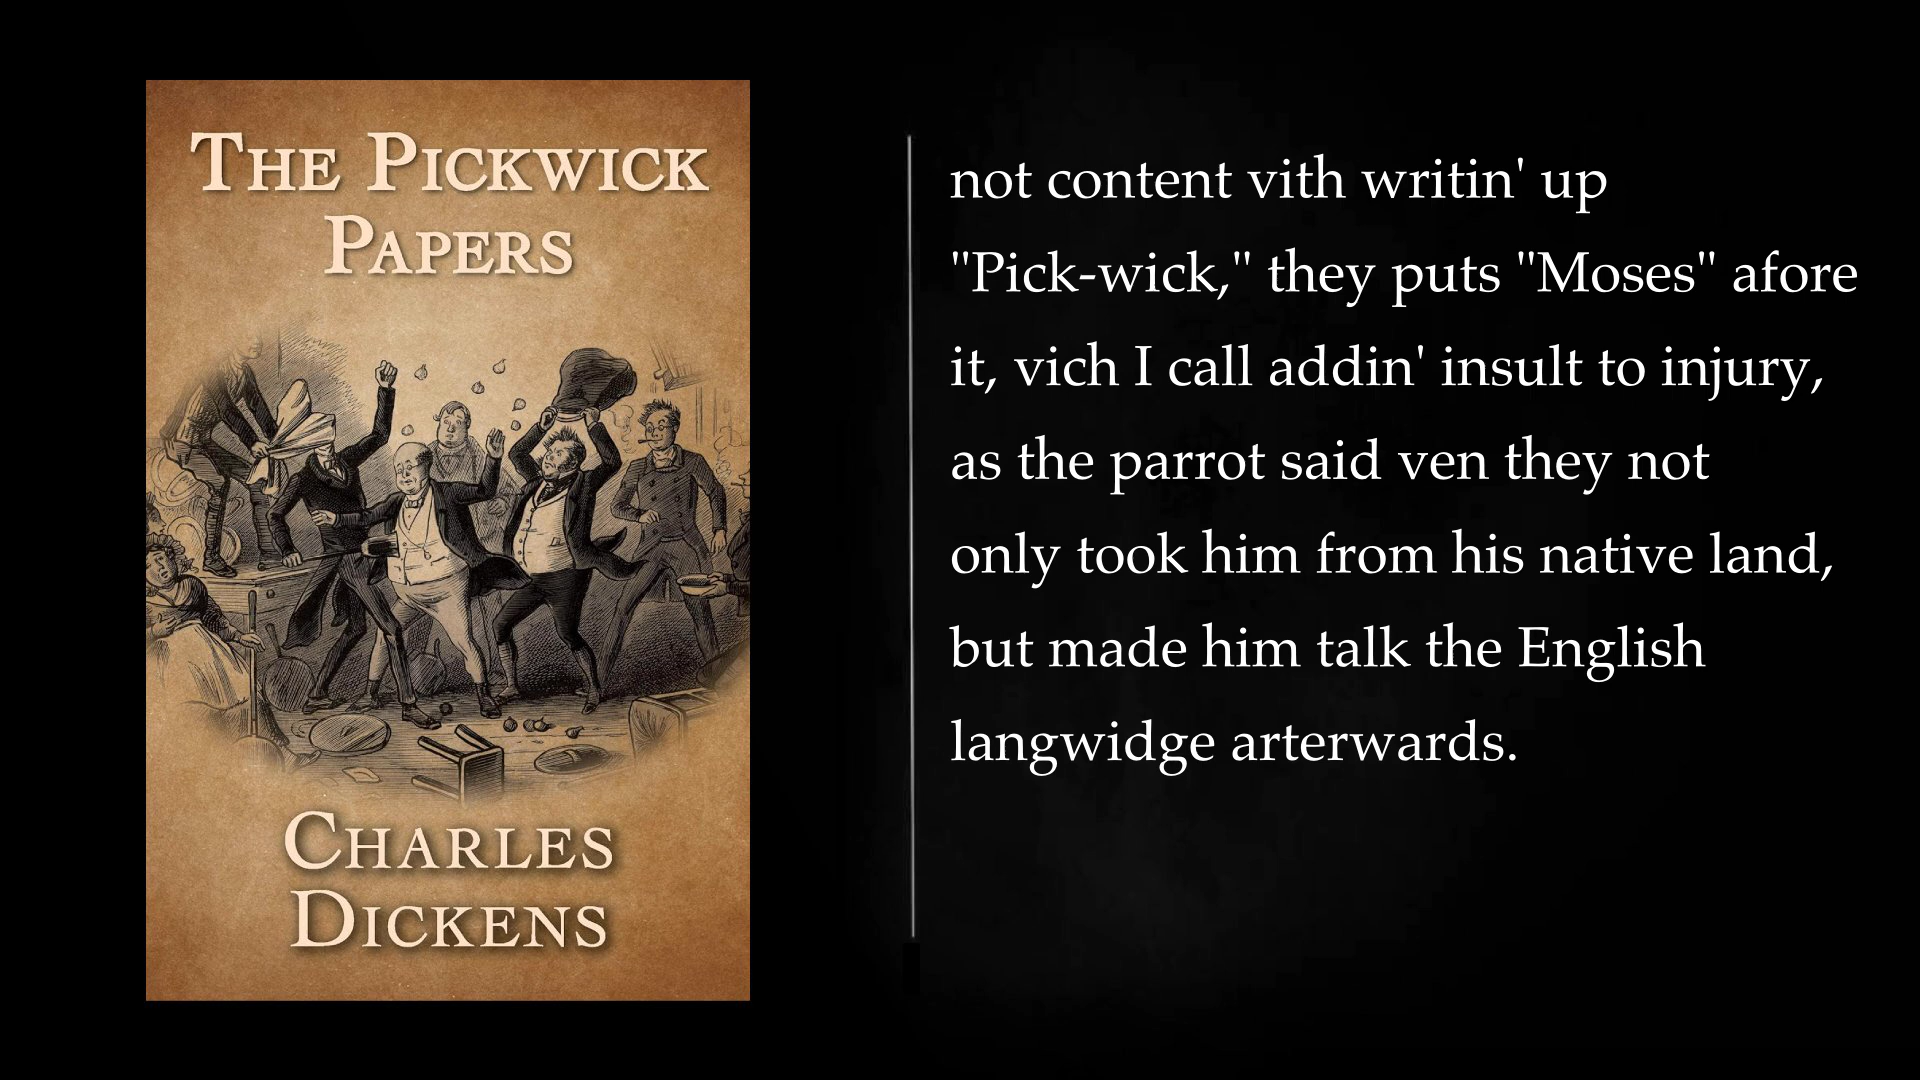 The Pickwick
Papers
Charles
Dickens
not content vith writin' up
"Pick-wick," they puts "Moses" afore
it, vich I call addin' insult to injury,
as the parrot said ven they not
only took him from his native land,
but made him talk the English
langwidge arterwards.